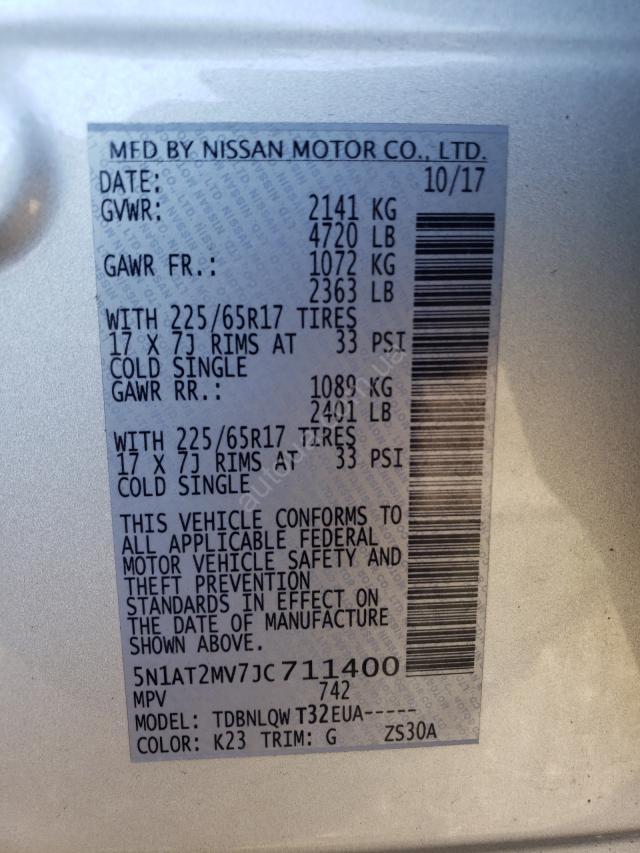 MFD BY NISSAN MOTOR CO., LTD.
DATE: 10/17
GVWR: 2141 KG
4720 LB
GAWR FR.: 1072 KG
2363 LB
WITH 225/65R17 TIRES
17 X 7J RIMS AT 33 PSI
COLD SINGLE
GAWR RR.: 1089 KG
2401 LB
WITH 225/65R17 TIRES
17 X 7J RIMS AT 33 PSI
COLD SINGLE
THIS VEHICLE CONFORMS TO
ALL APPLICABLE FEDERAL
MOTOR VEHICLE SAFETY AND
THEFT PREVENTION
STANDARDS IN EFFECT ON
THE DATE OF MANUFACTURE
SHOWN ABOVE.
5N1AT2MV7JC711400
MPV 742
MODEL: TDBNLQWT32EUA-----
COLOR: K23 TRIM: G ZS30A